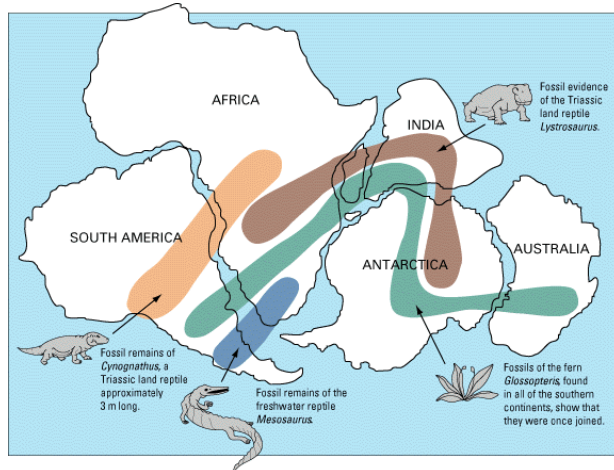 AFRICA
INDIA
SOUTH AMERICA
ANTARCTICA
AUSTRALIA
Fossil evidence
of the Triassic
land reptile
Lystrosaurus.
Fossil remains of
Cynognathus, a
Triassic land reptile
approximately
3 m long.
Fossil remains of the
freshwater reptile
Mesosaurus.
Fossils of the fern
Glossopteris, found
in all of the southern
continents, show that
they were once joined.